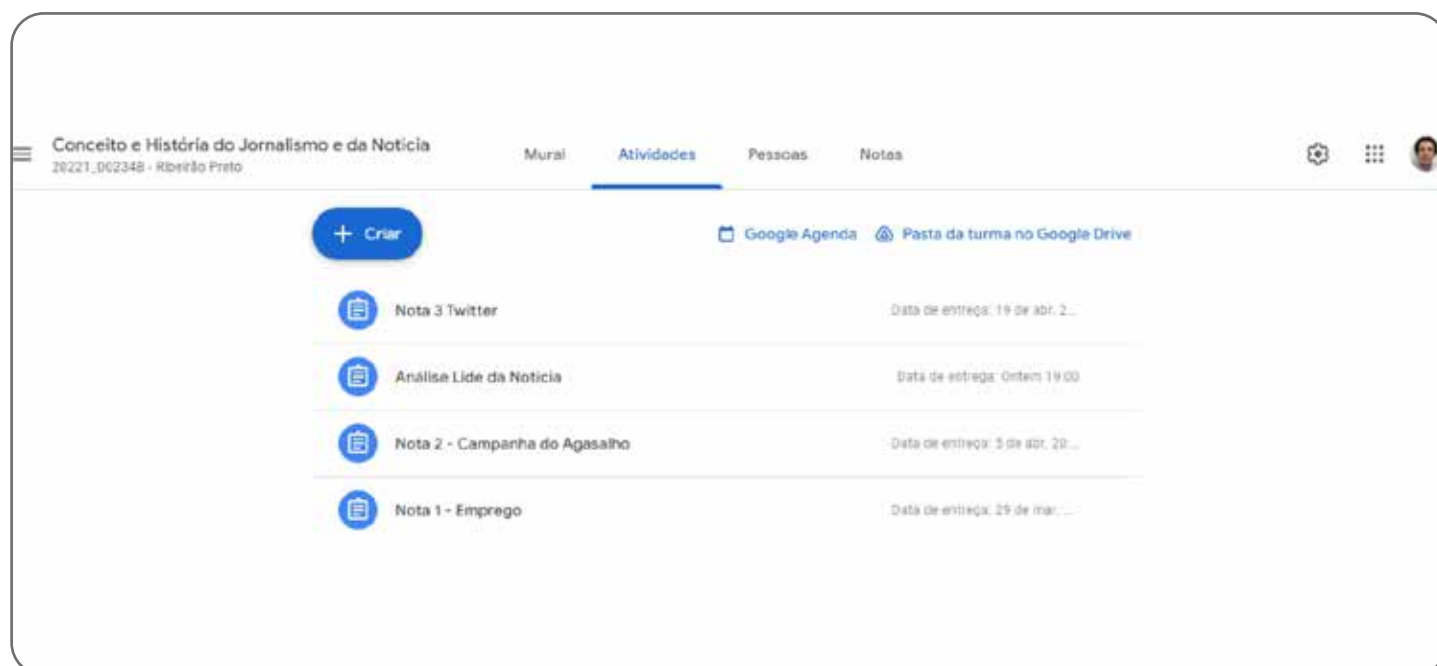 Conceito e História do Jornalismo e da Notícia
20221_002348 - Ribeirão Preto
Mural Atividades Pessoas Notas
+ Criar
Google Agenda Pasta da turma no Google Drive
Nota 3 Twitter Data de entrega: 19 de abr. 2...
Análise Lide da Notícia Data de entrega: Ontem 19:00
Nota 2 - Campanha do Agasalho Data de entrega: 5 de abr. 20...
Nota 1 - Emprego Data de entrega: 29 de mar. ...